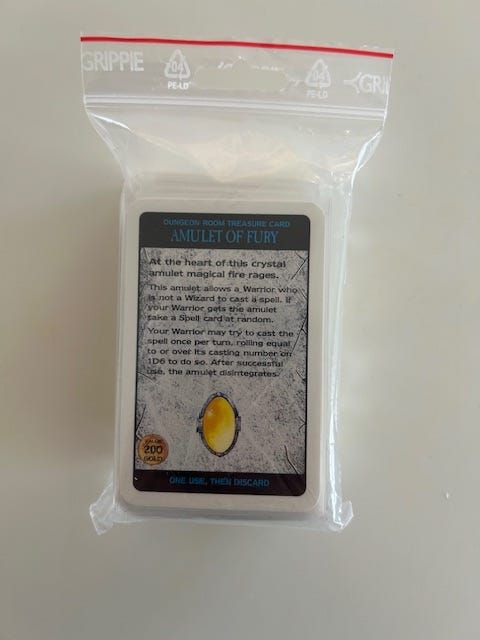 GRIPPIE
04
PE-LD
04
PE-LD
GRI
DUNGEON ROOM TREASURE CARD
AMULET OF FURY
At the heart of this crystal
amulet magical fire rages.
This amulet allows a Warrior who
is not a Wizard to cast a spell. If
your Warrior gets the amulet
take a Spell card at random.
Your Warrior may try to cast the
spell once per turn, rolling equal
to or over its casting number on
1D6 to do so. After successful
use, the amulet disintegrates.
VALUE
200
GOLD
ONE USE, THEN DISCARD